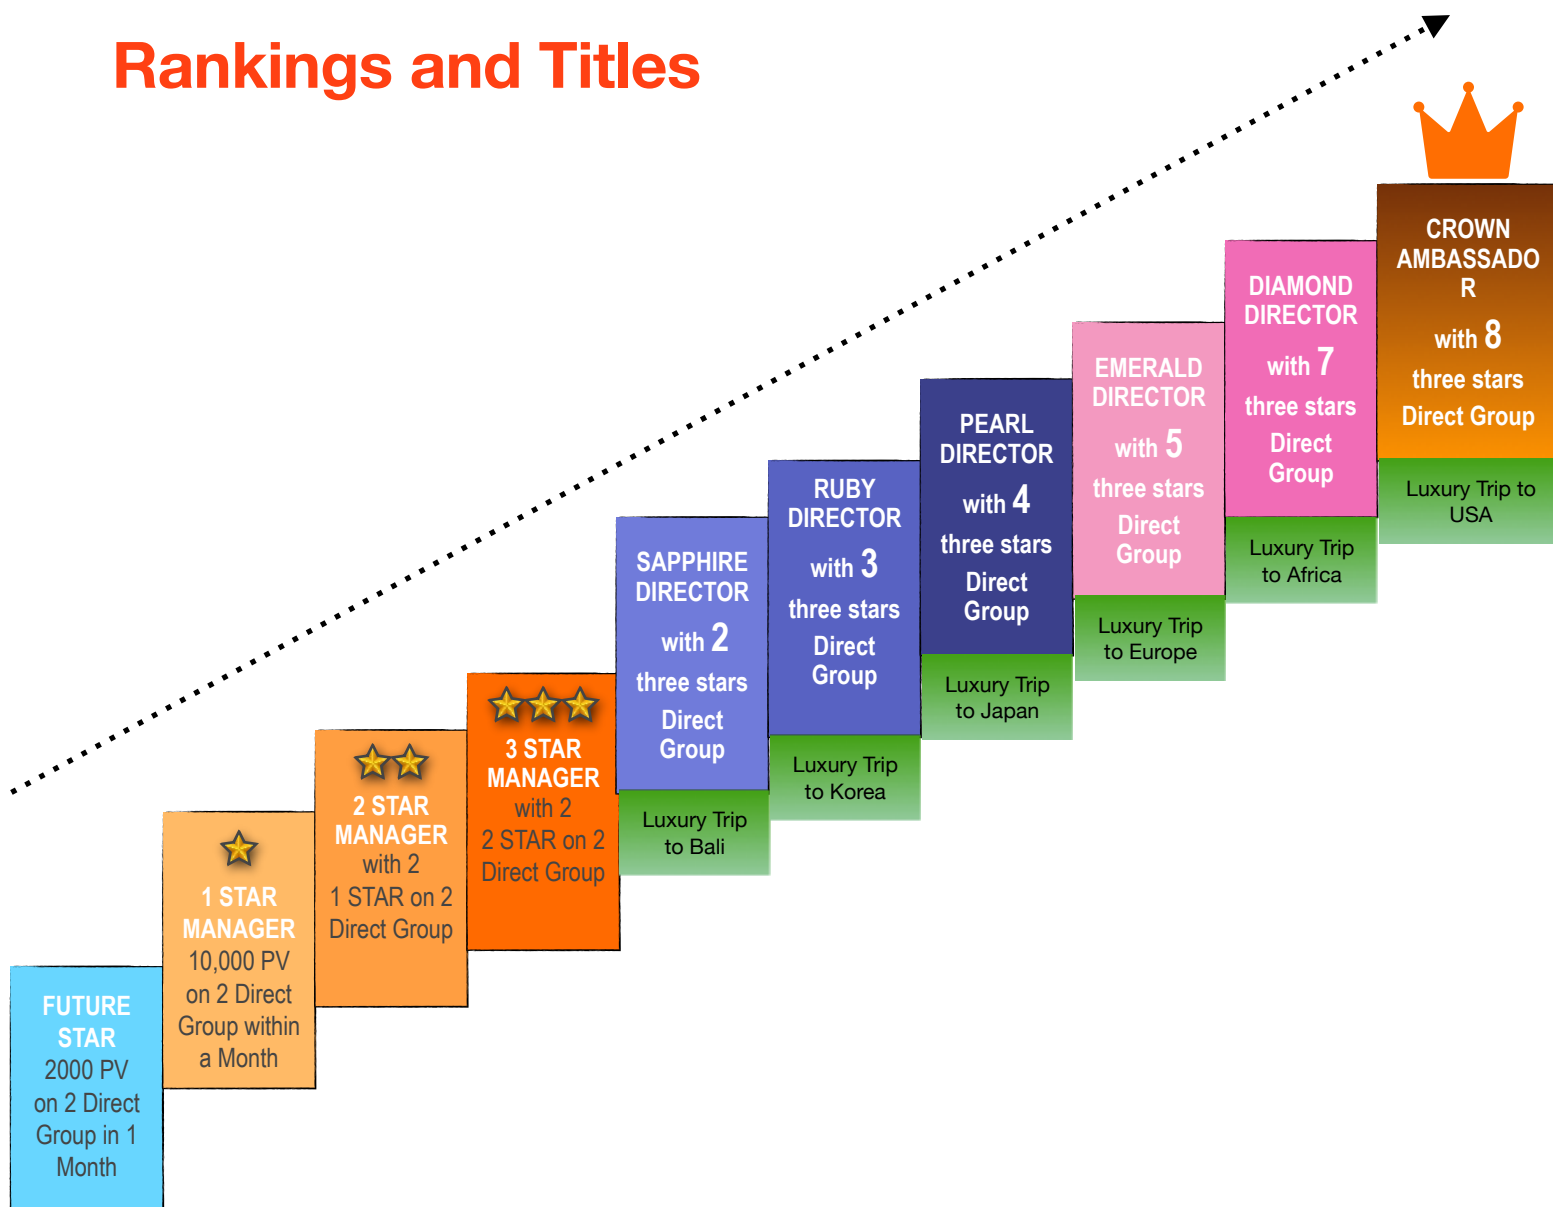 Rankings and Titles
FUTURE
STAR
2000 PV
on 2 Direct
Group in 1
Month
1 STAR
MANAGER
10,000 PV
on 2 Direct
Group within
a Month
2 STAR
MANAGER
with 2
1 STAR on 2
Direct Group
3 STAR
MANAGER
with 2
2 STAR on 2
Direct Group
SAPPHIRE
DIRECTOR
with 2
three stars
Direct
Group
Luxury Trip
to Bali
RUBY
DIRECTOR
with 3
three stars
Direct
Group
Luxury Trip
to Korea
PEARL
DIRECTOR
with 4
three stars
Direct
Group
Luxury Trip
to Japan
EMERALD
DIRECTOR
with 5
three stars
Direct
Group
Luxury Trip
to Europe
DIAMOND
DIRECTOR
with 7
three stars
Direct
Group
Luxury Trip
to Africa
CROWN
AMBASSADO
R
with 8
three stars
Direct Group
Luxury Trip to
USA